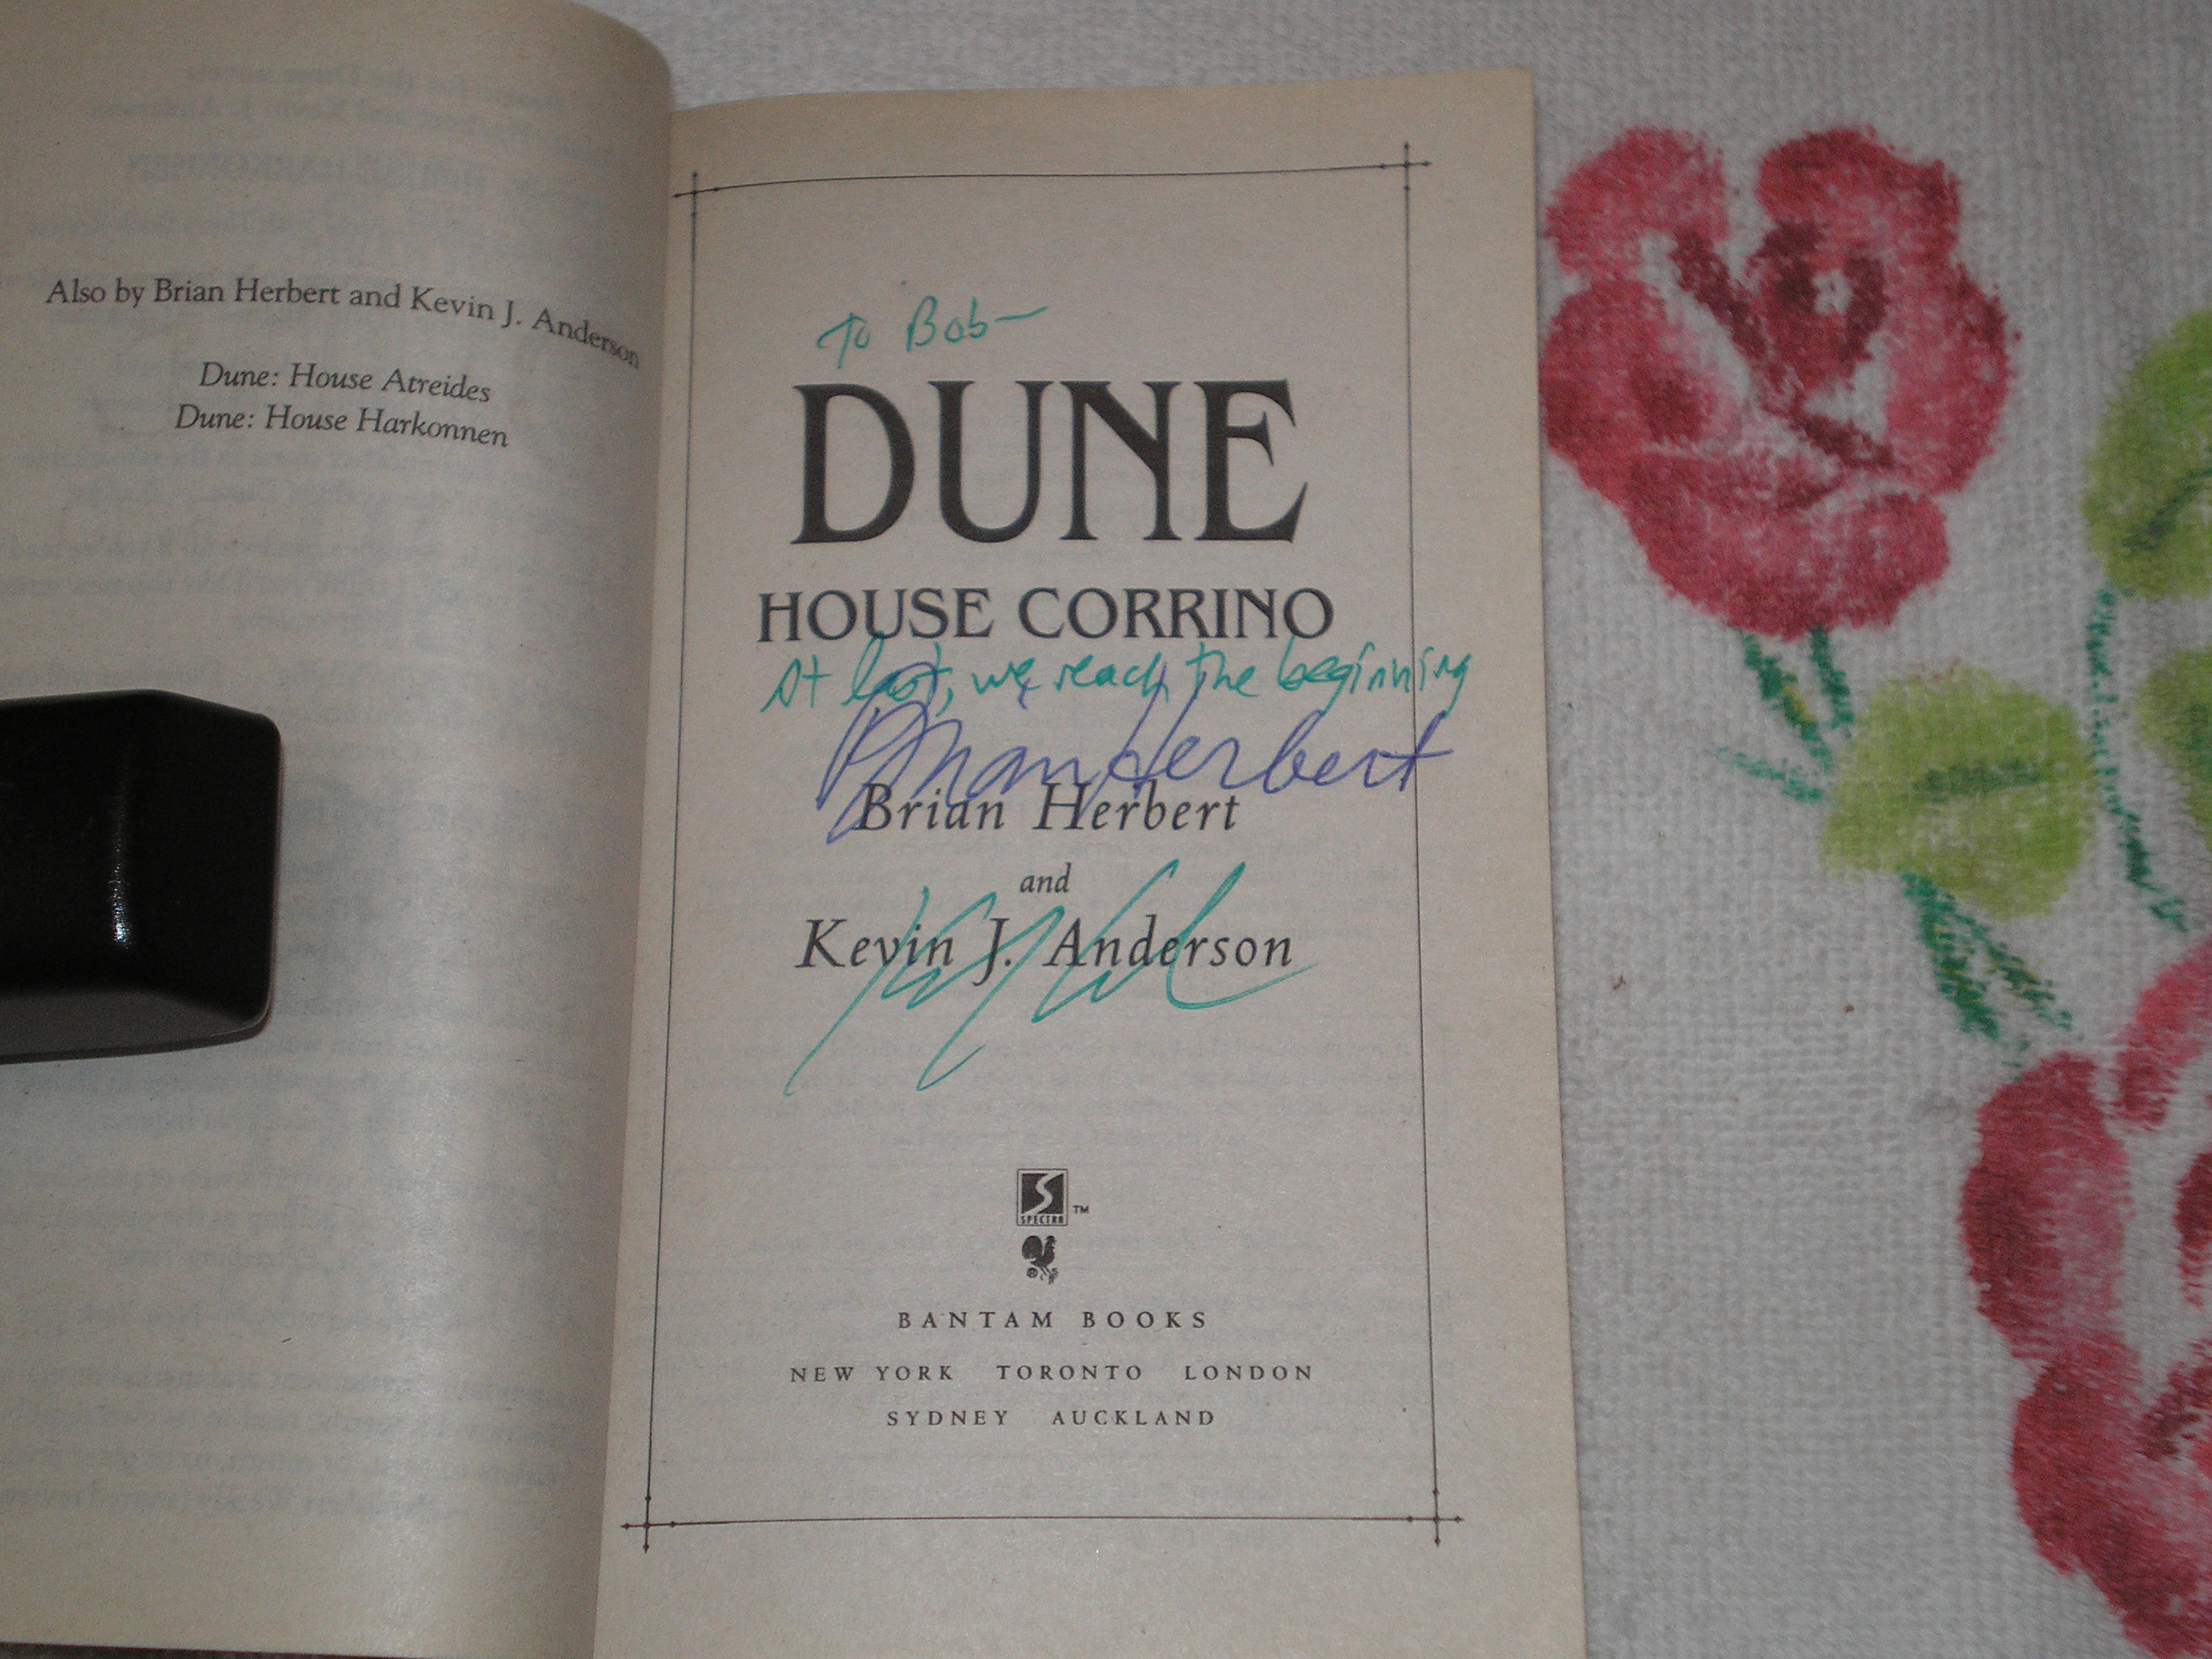 Also by Brian Herbert and Kevin J. Anderson
Dune: House Atreides
Dune: House Harkonnen
To Bob—
DUNE
HOUSE CORRINO
At last, we reach the beginning
Brian Herbert
Brian Herbert
and
Kevin J. Anderson
SPECTRA
TM
BANTAM BOOKS
NEW YORK TORONTO LONDON
SYDNEY AUCKLAND